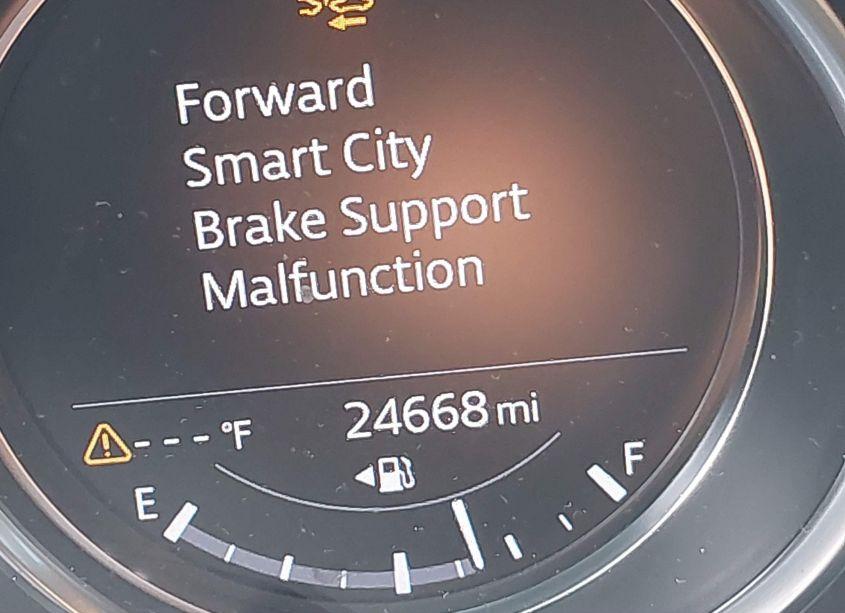 Forward
Smart City
Brake Support
Malfunction
---°F 24668 mi
E F